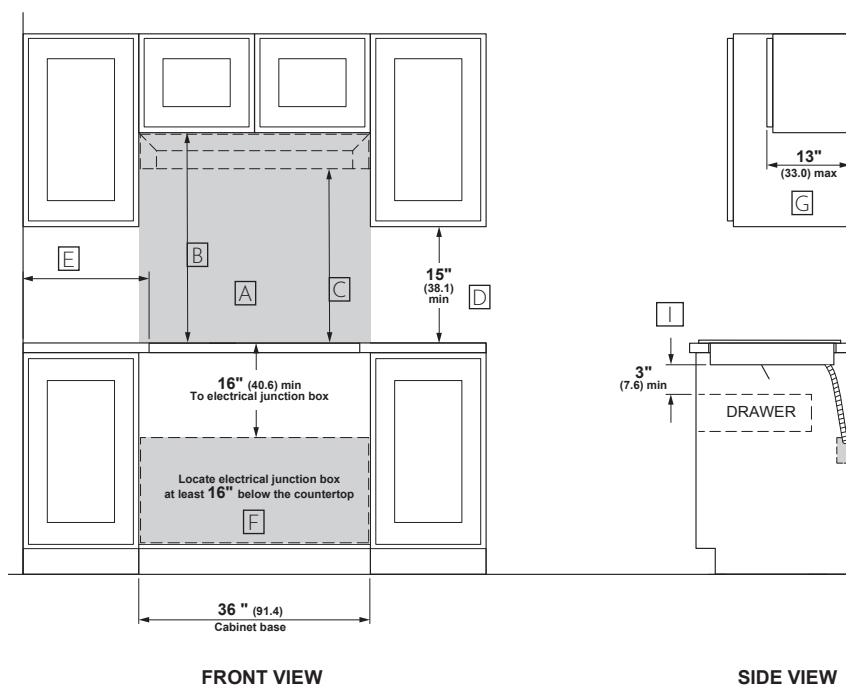 13"
(33.0) max
G
E
B
A
C
15"
(38.1)
min
D
I
16" (40.6) min
To electrical junction box
3"
(7.6) min
DRAWER
Locate electrical junction box
at least 16" below the countertop
F
36 " (91.4)
Cabinet base
FRONT VIEW
SIDE VIEW